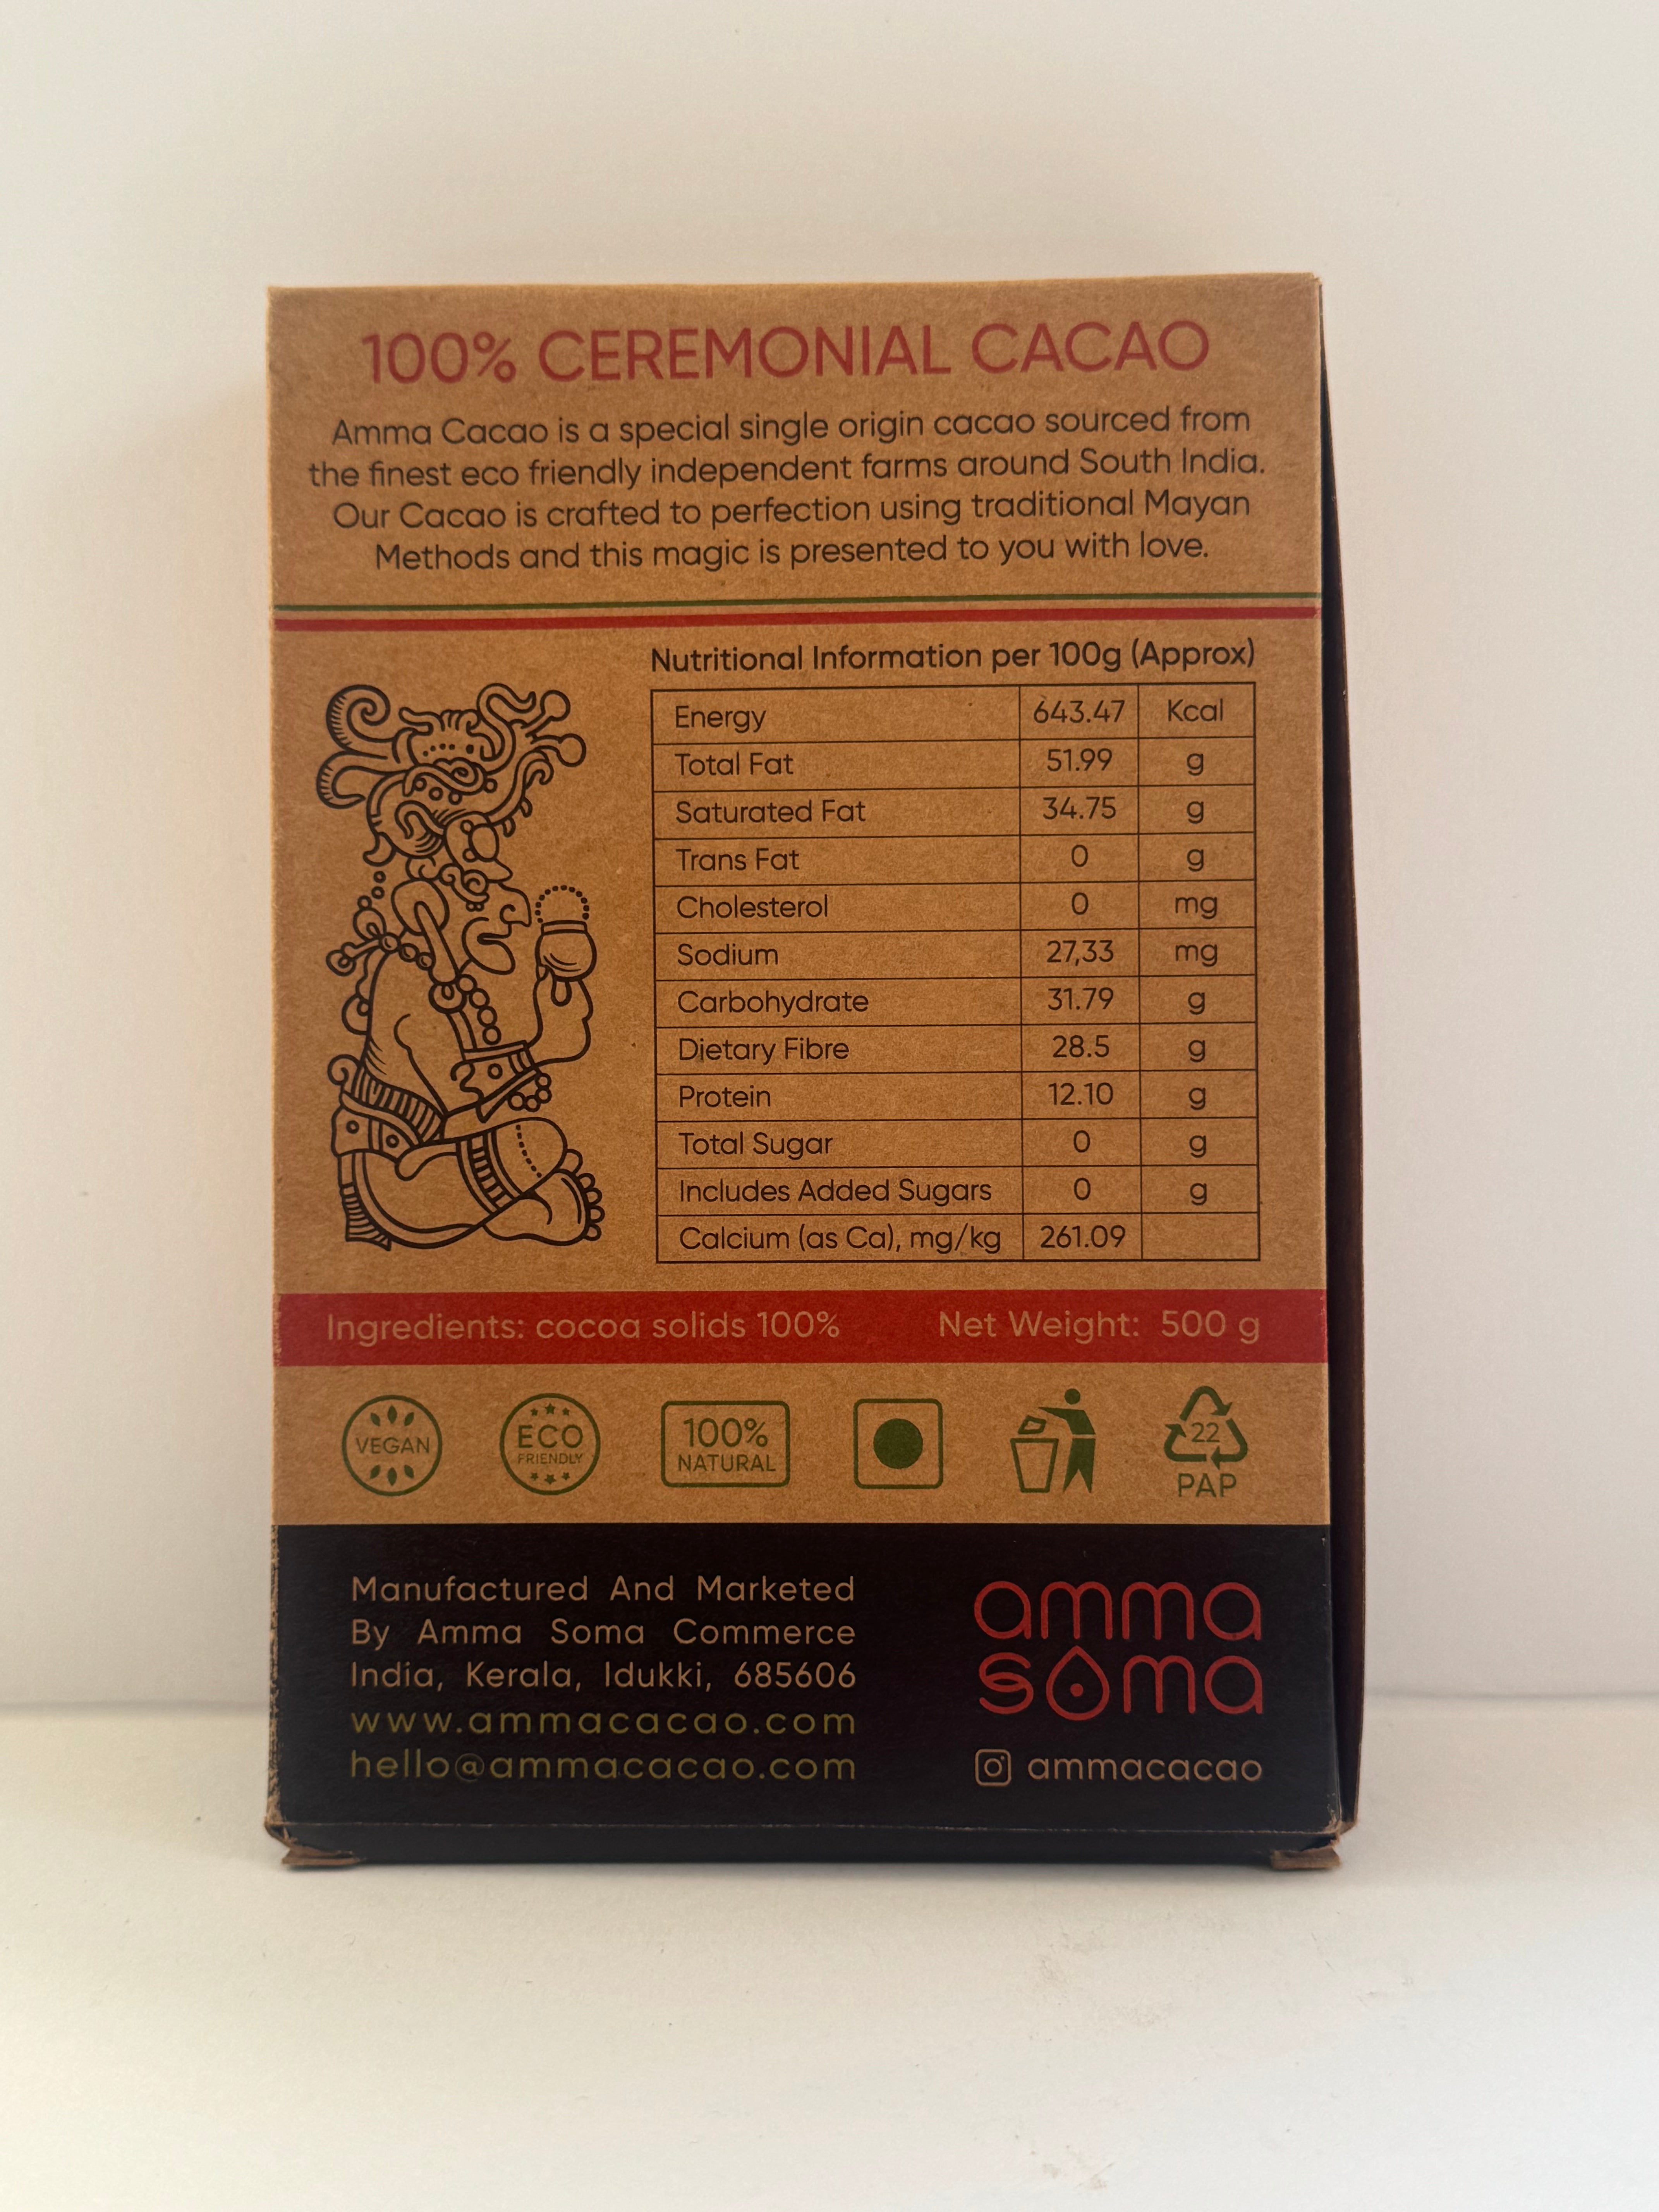 100% CEREMONIAL CACAO
Amma Cacao is a special single origin cacao sourced from
the finest eco friendly independent farms around South India.
Our Cacao is crafted to perfection using traditional Mayan
Methods and this magic is presented to you with love.
Nutritional Information per 100g (Approx)
Energy 643.47 Kcal
Total Fat 51.99 g
Saturated Fat 34.75 g
Trans Fat 0 g
Cholesterol 0 mg
Sodium 27,33 mg
Carbohydrate 31.79 g
Dietary Fibre 28.5 g
Protein 12.10 g
Total Sugar 0 g
Includes Added Sugars 0 g
Calcium (as Ca), mg/kg 261.09
Ingredients: cocoa solids 100% Net Weight: 500 g
VEGAN
ECO
FRIENDLY
100%
NATURAL
22
PAP
Manufactured And Marketed
By Amma Soma Commerce
India, Kerala, Idukki, 685606
www.ammacacao.com
hello@ammacacao.com
amma
soma
ammacacao